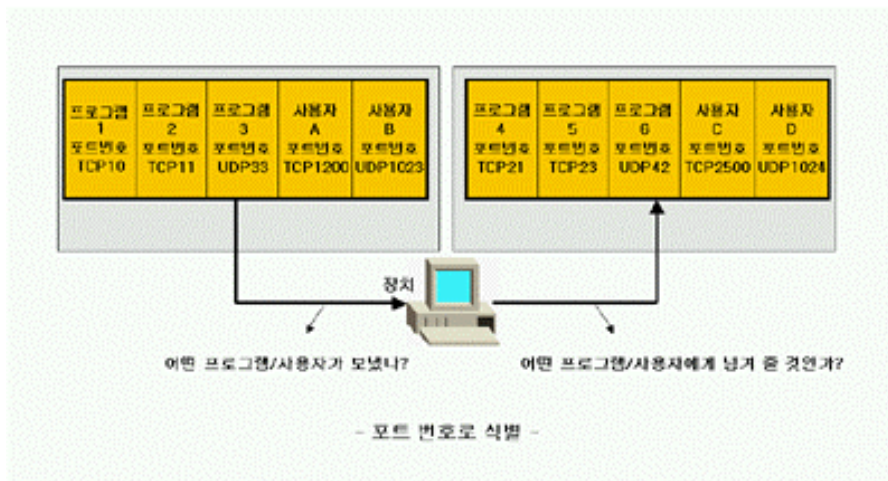 프로그램
1
포트번호
TCP10
프로그램
2
포트번호
TCP11
프로그램
3
포트번호
UDP33
사용자
A
포트번호
TCP1200
사용자
B
포트번호
UDP1023
프로그램
4
포트번호
TCP21
프로그램
5
포트번호
TCP23
프로그램
6
포트번호
UDP42
사용자
C
포트번호
TCP2500
사용자
D
포트번호
UDP1024
장치
어떤 프로그램/사용자가 보냈나?
어떤 프로그램/사용자에게 넘겨 줄 것인가?
- 포트 번호로 식별 -